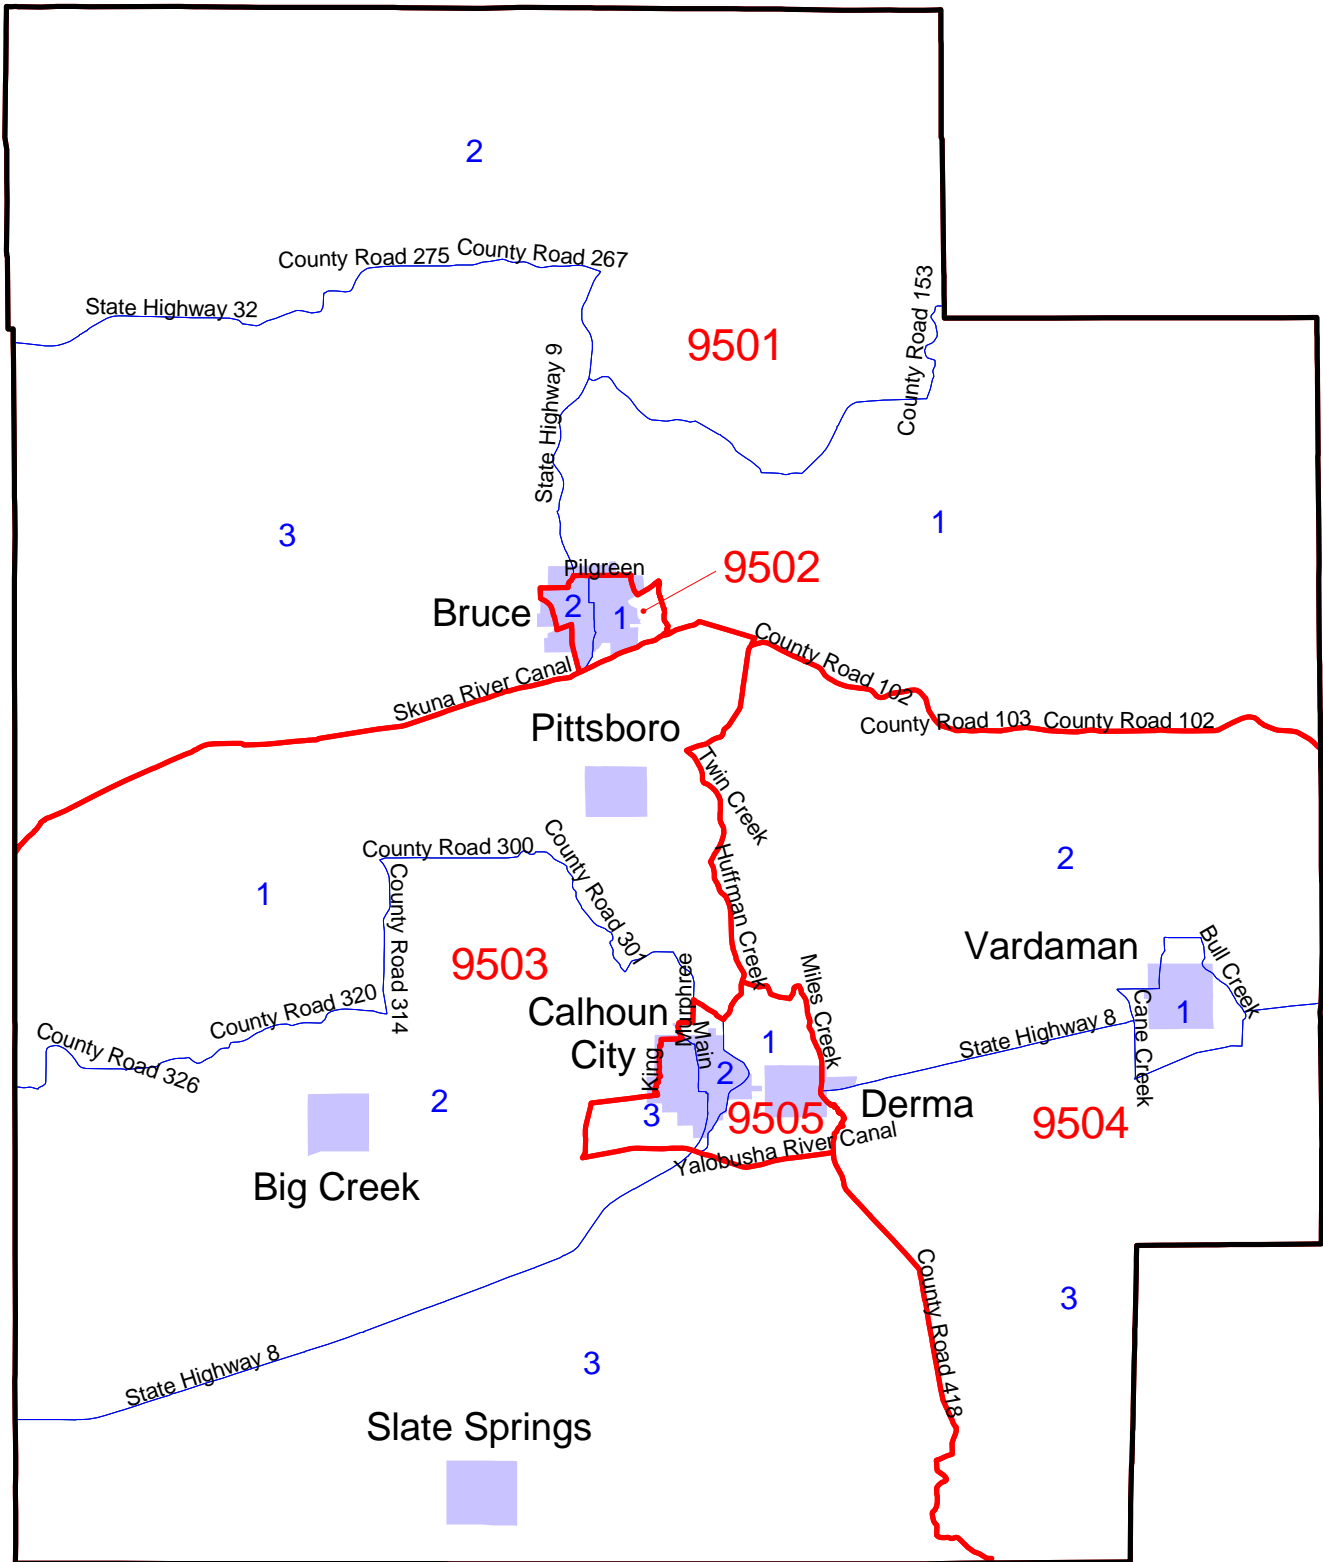 2
County Road 275
County Road 267
State Highway 32
County Road 153
9501
State Highway 9
3
1
Pilgreen
9502
Bruce
2
1
County Road 102
Skuna River Canal
Pittsboro
County Road 103
County Road 102
Twin Creek
County Road 300
County Road 301
Huffman Creek
2
1
County Road 314
9503
Vardaman
Bull Creek
Murphree
Miles Creek
County Road 320
Calhoun
City
Main
King
1
Cane Creek
1
State Highway 8
County Road 326
2
2
3
9505
Derma
9504
Yalobusha River Canal
Big Creek
County Road 418
3
3
State Highway 8
Slate Springs